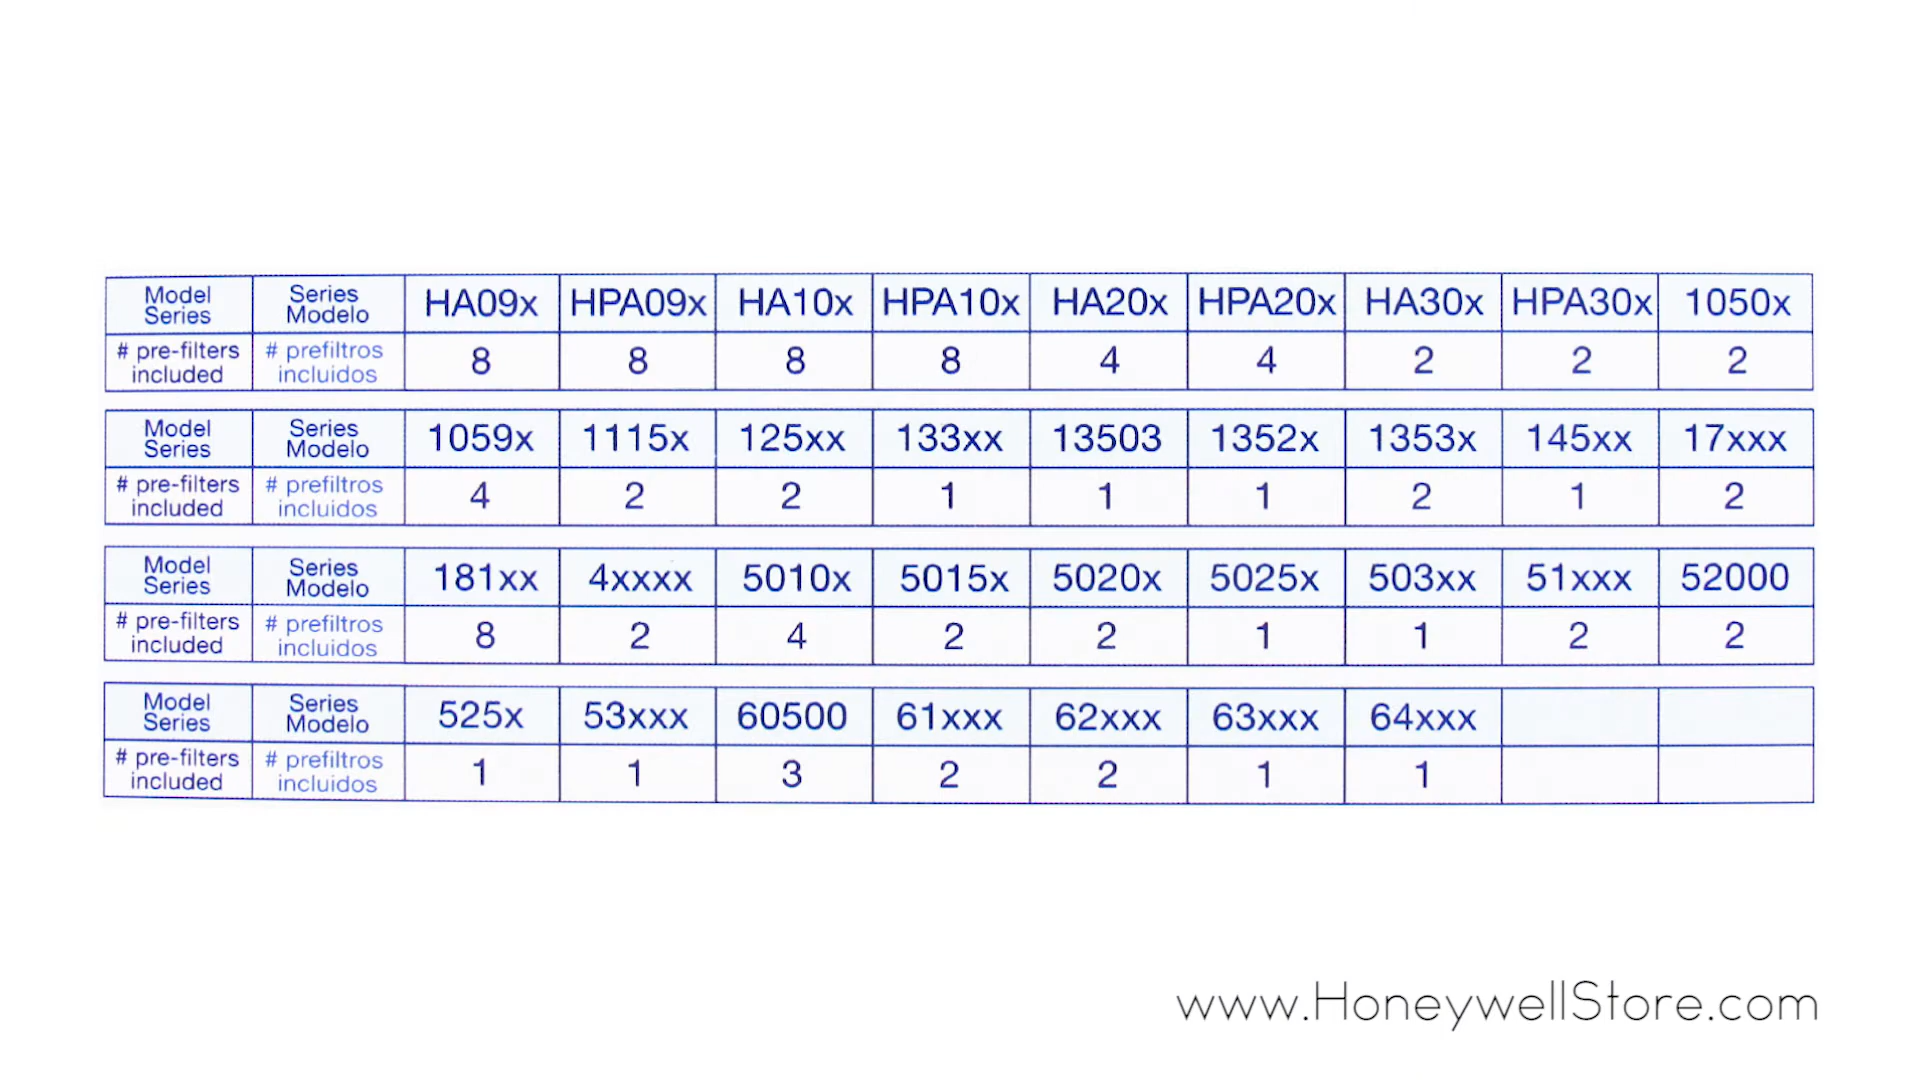 Model Series Series Modelo HA09x HPA09x HA10x HPA10x HA20x HPA20x HA30x HPA30x 1050x
# pre-filters included # prefiltros incluidos 8 8 8 8 4 4 2 2 2
Model Series Series Modelo 1059x 1115x 125xx 133xx 13503 1352x 1353x 145xx 17xxx
# pre-filters included # prefiltros incluidos 4 2 2 1 1 1 2 1 2
Model Series Series Modelo 181xx 4xxxx 5010x 5015x 5020x 5025x 503xx 51xxx 52000
# pre-filters included # prefiltros incluidos 8 2 4 2 2 1 1 2 2
Model Series Series Modelo 525x 53xxx 60500 61xxx 62xxx 63xxx 64xxx
# pre-filters included # prefiltros incluidos 1 1 3 2 2 1 1
www.HoneywellStore.com